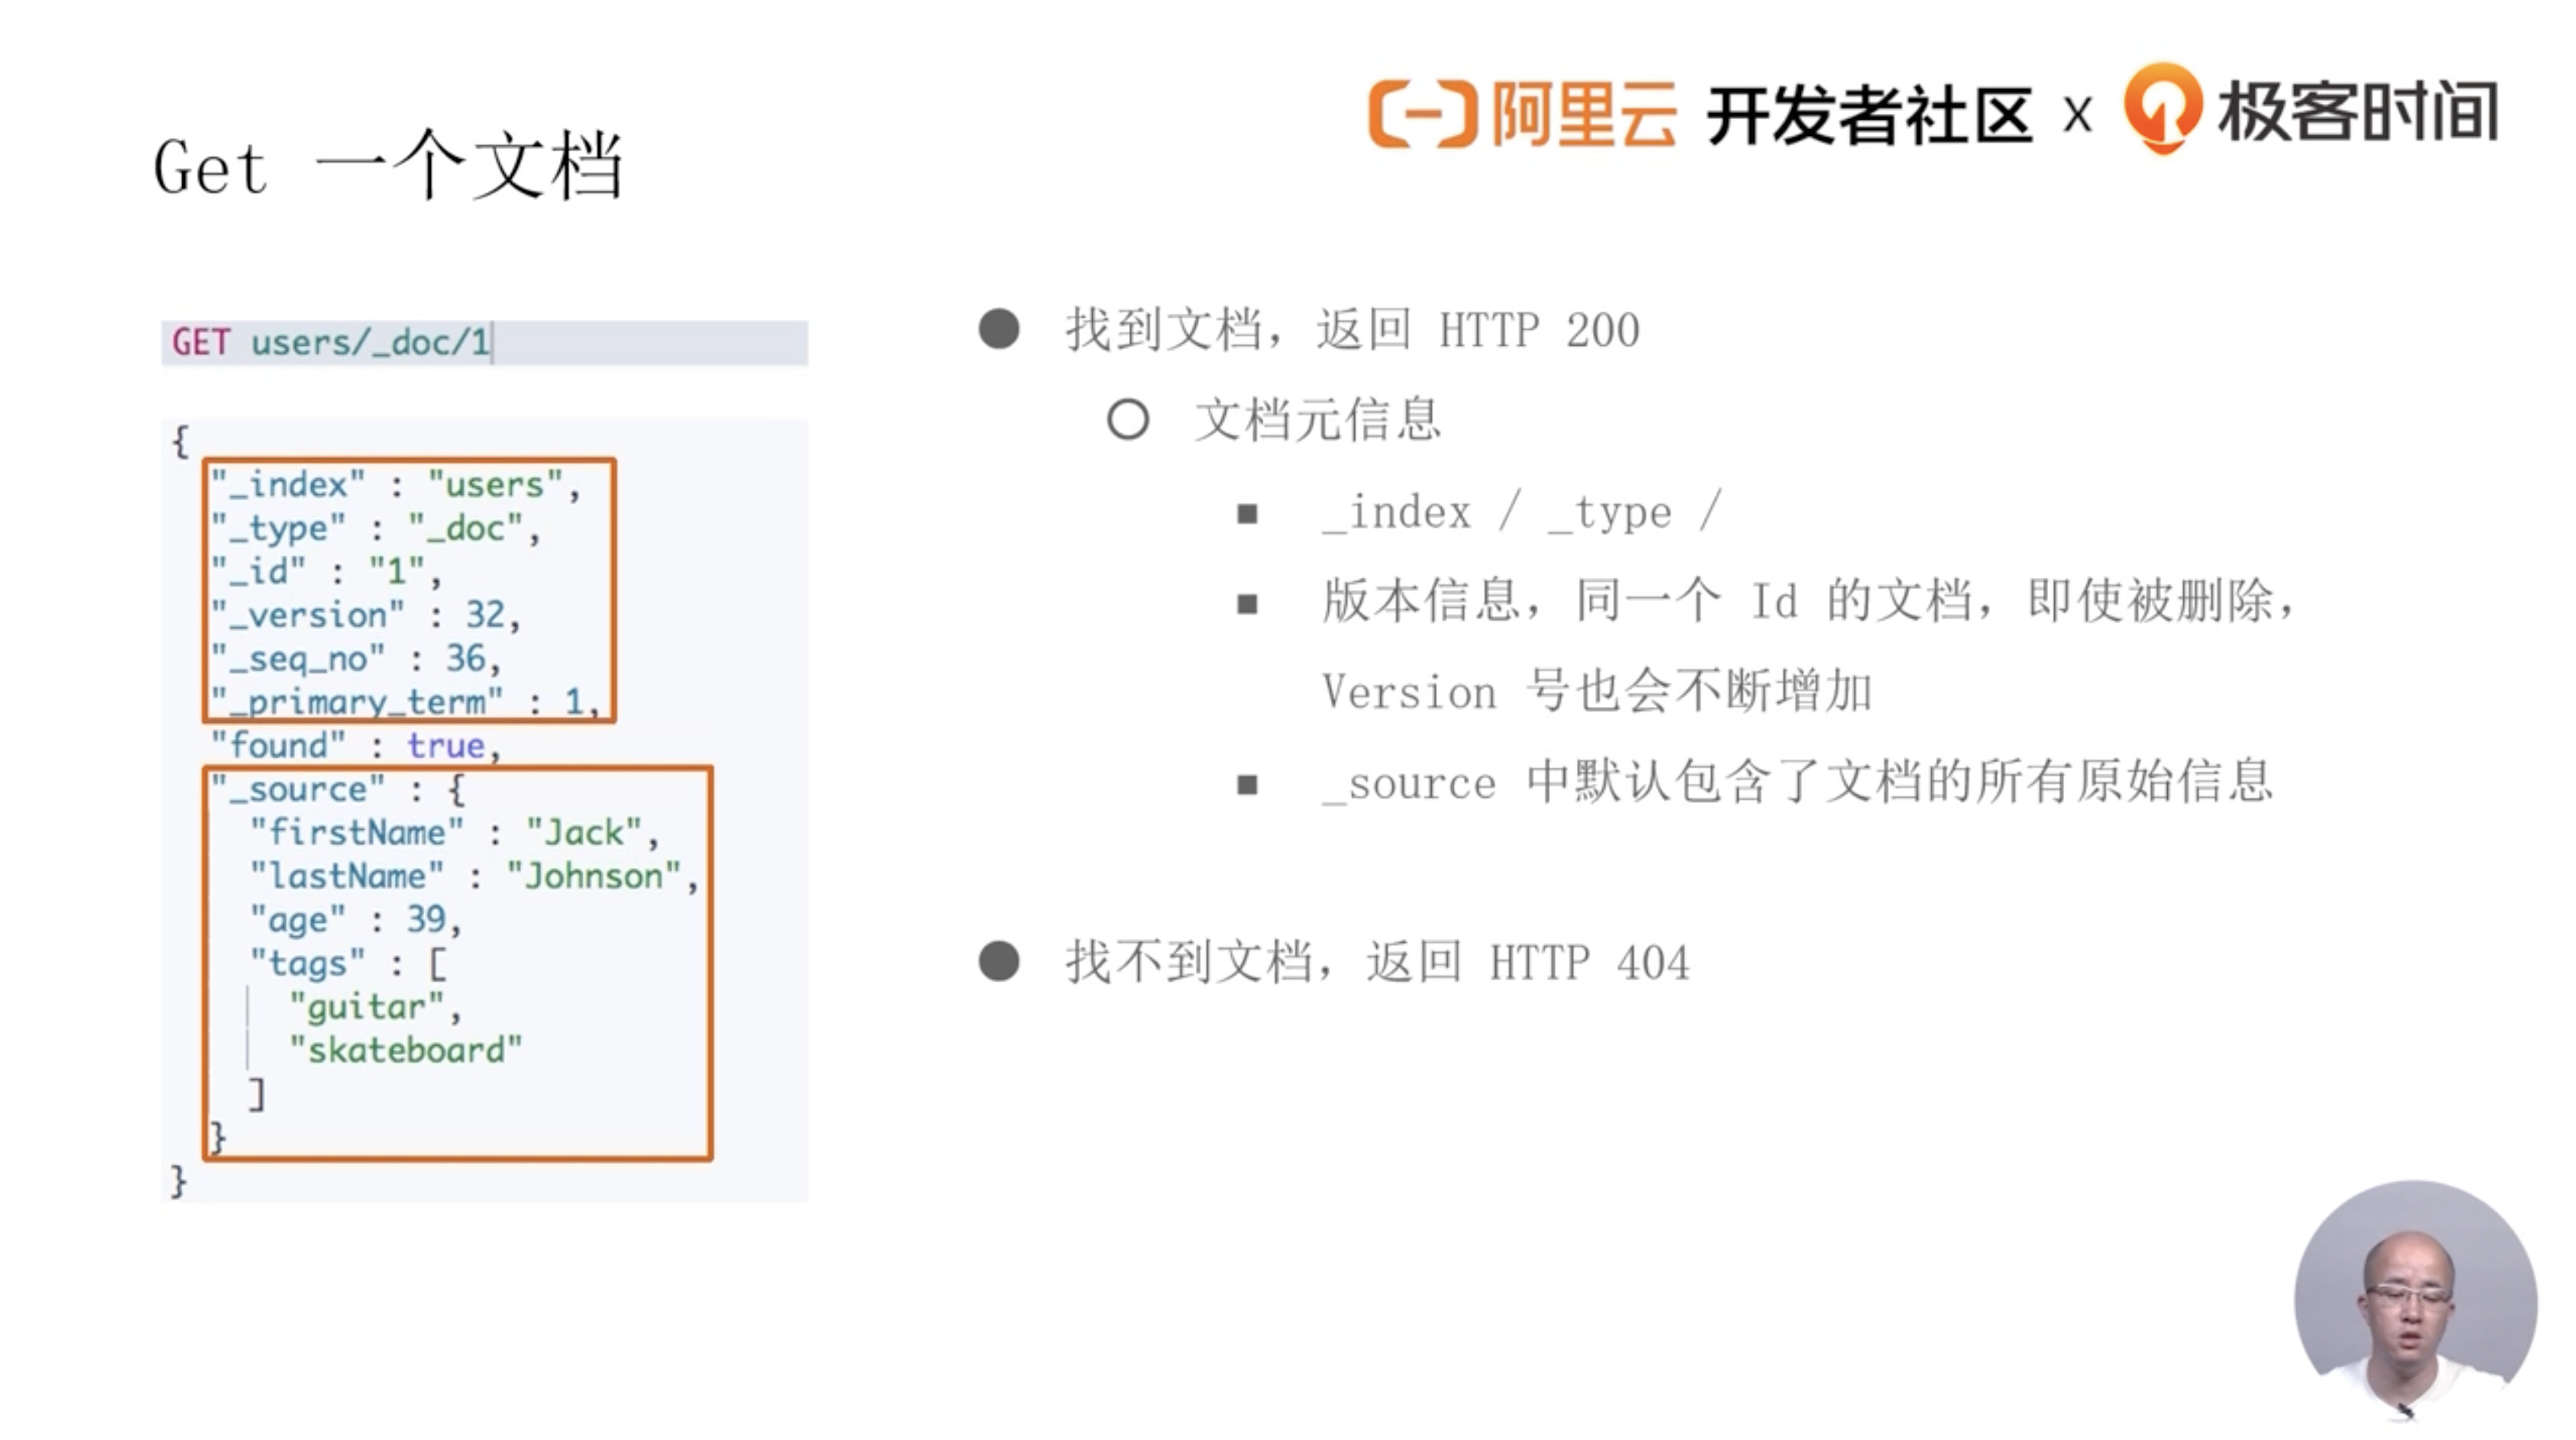 阿里云 开发者社区 X 极客时间
Get 一个文档
GET users/_doc/1
{
"_index" : "users",
"_type" : "_doc",
"_id" : "1",
"_version" : 32,
"_seq_no" : 36,
"_primary_term" : 1,
"found" : true,
"_source" : {
"firstName" : "Jack",
"lastName" : "Johnson",
"age" : 39,
"tags" : [
"guitar",
"skateboard"
]
}
}
找到文档，返回 HTTP 200
文档元信息
_index / _type /
版本信息，同一个 Id 的文档，即使被删除，
Version 号也会不断增加
_source 中默认包含了文档的所有原始信息
找不到文档，返回 HTTP 404